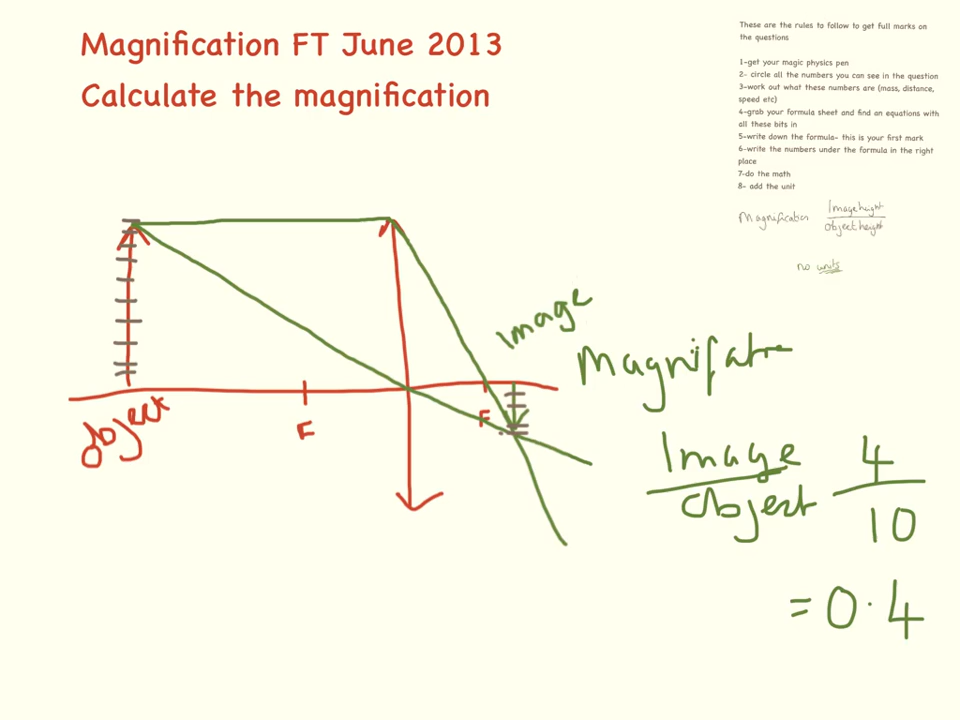 Magnification FT June 2013
Calculate the magnification
These are the rules to follow to get full marks on
the questions
1-get your magic physics pen
2- circle all the numbers you can see in the question
3-work out what these numbers are (mass, distance,
speed etc)
4-grab your formula sheet and find an equations with
all these bits in
5-write down the formula- this is your first mark
6-write the numbers under the formula in the right
place
7-do the math
8- add the unit
Magnification
Image height
Object height
no units
Image
F
F
object
Image
Object
4
10
= 0.4